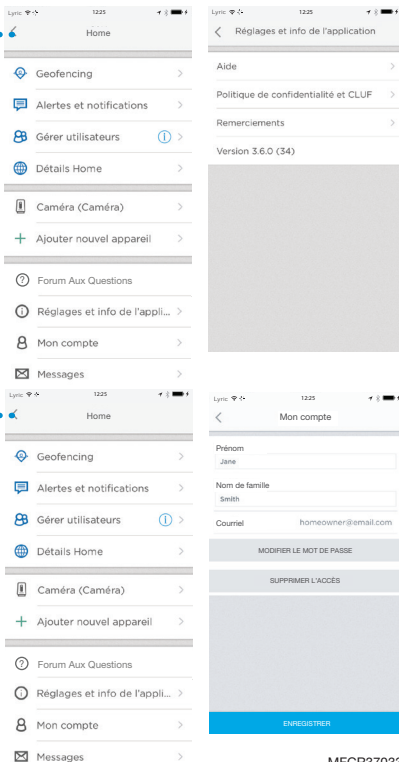 Lyric 12:25
Home
Geofencing
Alertes et notifications
Gérer utilisateurs
Détails Home
Caméra (Caméra)
Ajouter nouvel appareil
Forum Aux Questions
Réglages et info de l'appli...
Mon compte
Messages
Lyric 12:25
Réglages et info de l'application
Aide
Politique de confidentialité et CLUF
Remerciements
Version 3.6.0 (34)
Lyric 12:25
Home
Geofencing
Alertes et notifications
Gérer utilisateurs
Détails Home
Caméra (Caméra)
Ajouter nouvel appareil
Forum Aux Questions
Réglages et info de l'appli...
Mon compte
Messages
Lyric 12:25
Mon compte
Prénom
Jane
Nom de famille
Smith
Courriel homeowner@email.com
MODIFIER LE MOT DE PASSE
SUPPRIMER L'ACCÈS
ENREGISTRER